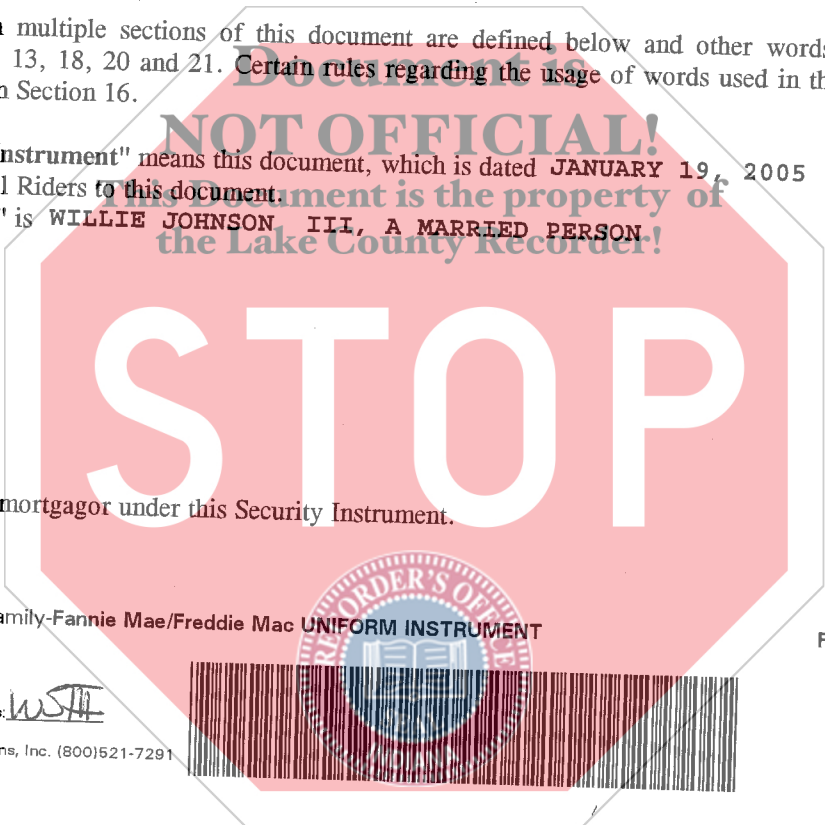 multiple sections of this document are defined below and other words
13, 18, 20 and 21. Certain rules regarding the usage of words used in th
Section 16.
Document is
NOT OFFICIAL!
This Document is the property of
the Lake County Recorder!
nstrument" means this document, which is dated JANUARY 19, 2005
l Riders to this document.
" is WILLIE JOHNSON III, A MARRIED PERSON
STOP
mortgagor under this Security Instrument.
RECORDER'S OFFICE
SEAL
INDIANA
amily-Fannie Mae/Freddie Mac UNIFORM INSTRUMENT
ns, Inc. (800)521-7291